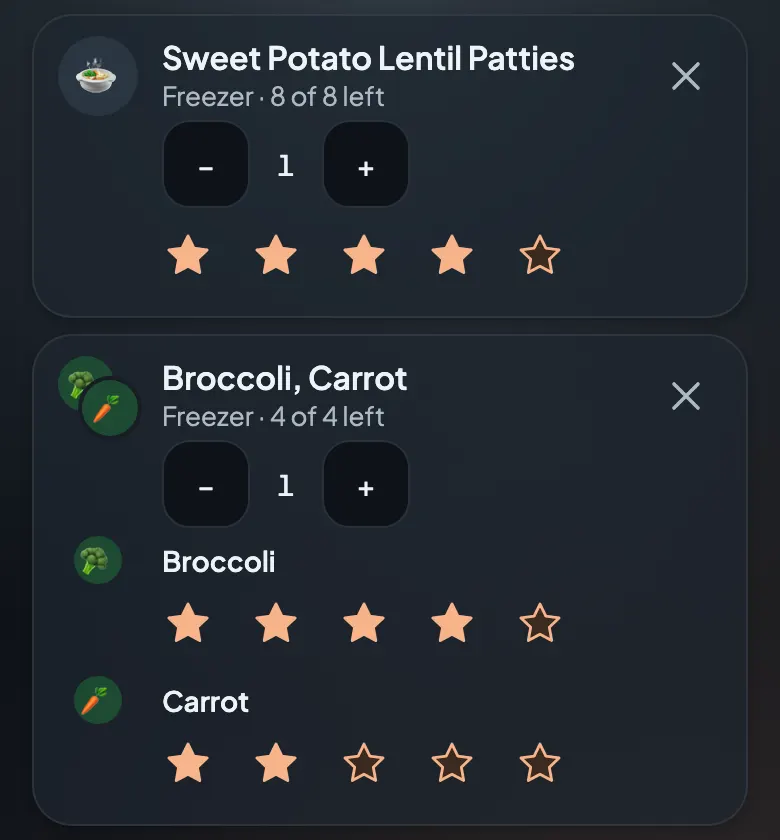 Sweet Potato Lentil Patties
Freezer · 8 of 8 left
- 1 +
Broccoli, Carrot
Freezer · 4 of 4 left
- 1 +
Broccoli
Carrot